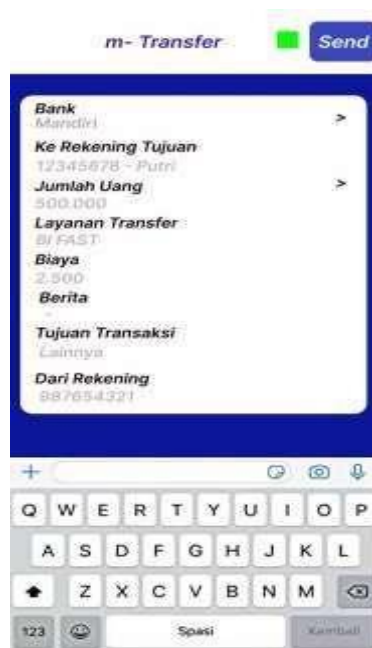 m- Transfer
Send
Bank
Mandiri
>
Ke Rekening Tujuan
12345678 - Putri
Jumlah Uang
>
500.000
Layanan Transfer
BI FAST
Biaya
2.500
Berita
-
Tujuan Transaksi
Lainnya
Dari Rekening
987654321
+
Q W E R T Y U I O P
A S D F G H J K L
Z X C V B N M
123
Spasi
Kembali